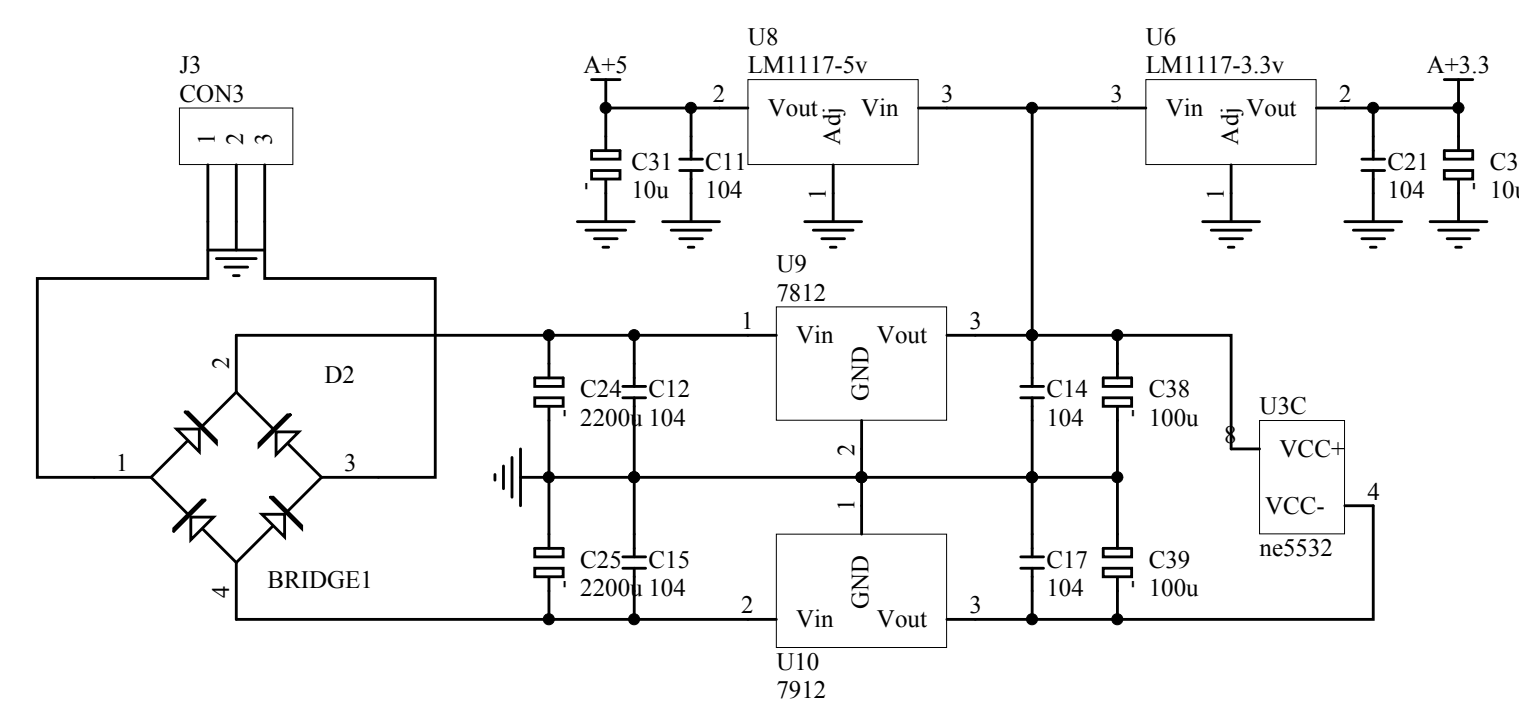 J3
CON3
1 2 3
A+5
2
C31
10u
C11
104
U8
LM1117-5v
Vout Adj Vin
3
1
U6
LM1117-3.3v
3
Vin Adj Vout
2
1
A+3.3
C21
104
C3
10u
U9
7812
1
Vin GND Vout
3
2
2
D2
1
3
4
BRIDGE1
C24
2200u
C12
104
C14
104
C38
100u
U3C
8
VCC+
VCC-
4
ne5532
C25
2200u
C15
104
1
GND
2
Vin Vout
3
U10
7912
C17
104
C39
100u